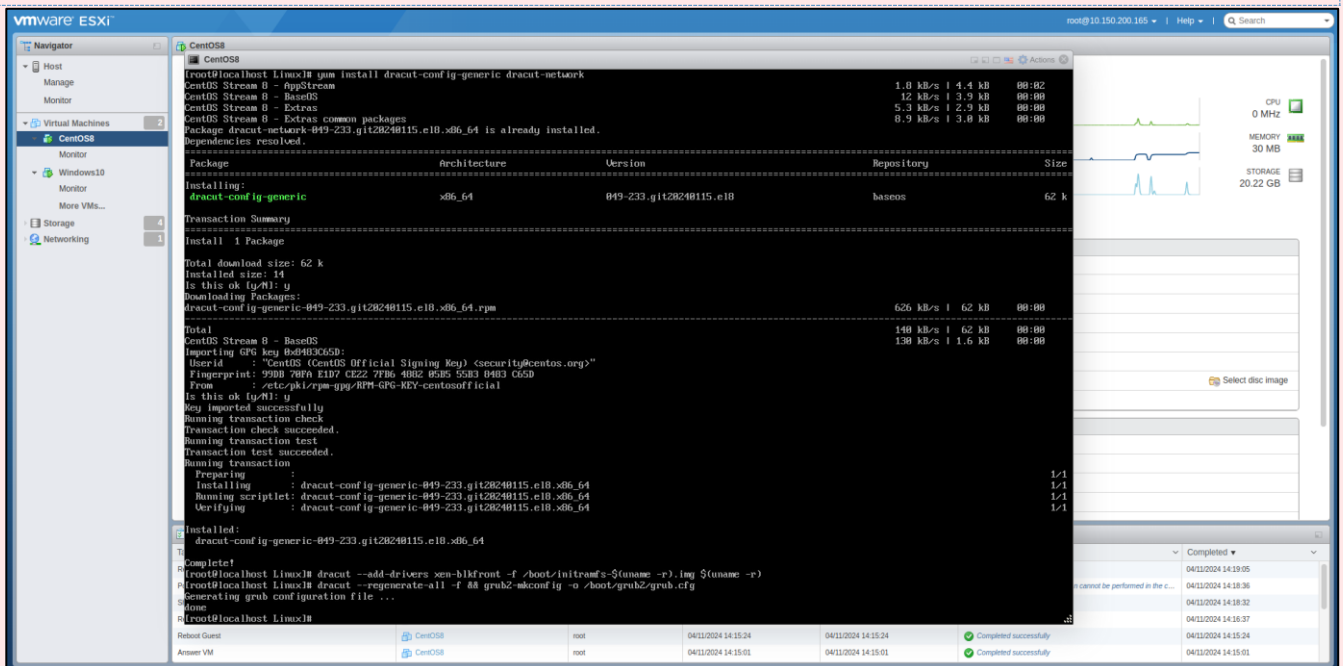 vmware ESXi
root@10.150.200.165 | Help | Search
Navigator
Host
Manage
Monitor
Virtual Machines 2
CentOS8
Monitor
Windows10
Monitor
More VMs...
Storage 4
Networking 1
CentOS8
CentOS8 Actions
[root@localhost Linux]# yum install dracut-config-generic dracut-network
CentOS Stream 8 - AppStream 1.8 kB/s | 4.4 kB 00:02
CentOS Stream 8 - BaseOS 12 kB/s | 3.9 kB 00:00
CentOS Stream 8 - Extras 5.3 kB/s | 2.9 kB 00:00
CentOS Stream 8 - Extras common packages 8.9 kB/s | 3.0 kB 00:00
Package dracut-network-049-233.git20240115.el8.x86_64 is already installed.
Dependencies resolved.
Package Architecture Version Repository Size
Installing:
dracut-config-generic x86_64 049-233.git20240115.el8 baseos 62 k
Transaction Summary
Install 1 Package
Total download size: 62 k
Installed size: 14
Is this ok [y/N]: y
Downloading Packages:
dracut-config-generic-049-233.git20240115.el8.x86_64.rpm 626 kB/s | 62 kB 00:00
Total 140 kB/s | 62 kB 00:00
CentOS Stream 8 - BaseOS 130 kB/s | 1.6 kB 00:00
Importing GPG key 0x8483C65D:
Userid : "CentOS (CentOS Official Signing Key) <security@centos.org>"
Fingerprint: 99DB 70FA E1D7 CE22 7FB6 4882 05B5 55B3 8483 C65D
From : /etc/pki/rpm-gpg/RPM-GPG-KEY-centosofficial
Is this ok [y/N]: y
Key imported successfully
Running transaction check
Transaction check succeeded.
Running transaction test
Transaction test succeeded.
Running transaction
Preparing : 1/1
Installing : dracut-config-generic-049-233.git20240115.el8.x86_64 1/1
Running scriptlet: dracut-config-generic-049-233.git20240115.el8.x86_64 1/1
Verifying : dracut-config-generic-049-233.git20240115.el8.x86_64 1/1
Installed:
dracut-config-generic-049-233.git20240115.el8.x86_64
Complete!
[root@localhost Linux]# dracut --add-drivers xen-blkfront -f /boot/initramfs-$(uname -r).img $(uname -r)
[root@localhost Linux]# dracut --regenerate-all -f && grub2-mkconfig -o /boot/grub2/grub.cfg
Generating grub configuration file ...
done
[root@localhost Linux]#
CPU
0 MHz
MEMORY
30 MB
STORAGE
20.22 GB
Select disc image
Completed
04/11/2024 14:19:05
n cannot be performed in the c... 04/11/2024 14:18:36
04/11/2024 14:18:32
04/11/2024 14:16:37
Reboot Guest CentOS8 root 04/11/2024 14:15:24 04/11/2024 14:15:24 Completed successfully 04/11/2024 14:15:24
Answer VM CentOS8 root 04/11/2024 14:15:01 04/11/2024 14:15:01 Completed successfully 04/11/2024 14:15:01